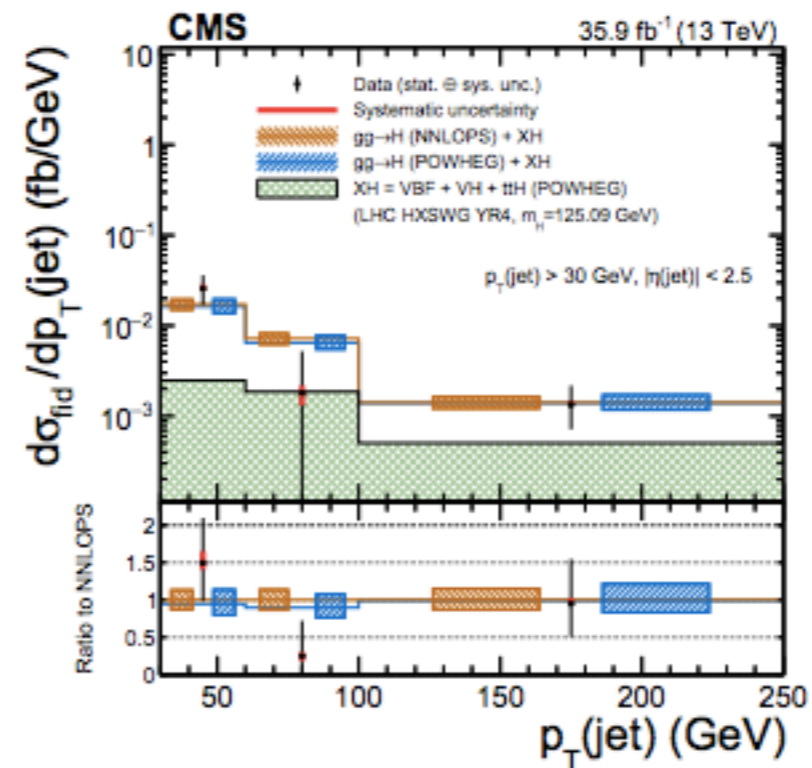 CMS 35.9 fb⁻¹ (13 TeV)
dσ_fid/dp_T(jet) (fb/GeV)
10
1
10⁻¹
10⁻²
10⁻³
Data (stat. ⊕ sys. unc.)
Systematic uncertainty
gg→H (NNLOPS) + XH
gg→H (POWHEG) + XH
XH = VBF + VH + ttH (POWHEG)
(LHC HXSWG YR4, m_H=125.09 GeV)
p_T(jet) > 30 GeV, |η(jet)| < 2.5
Ratio to NNLOPS
2
1.5
1
0.5
0
50 100 150 200 250
p_T(jet) (GeV)